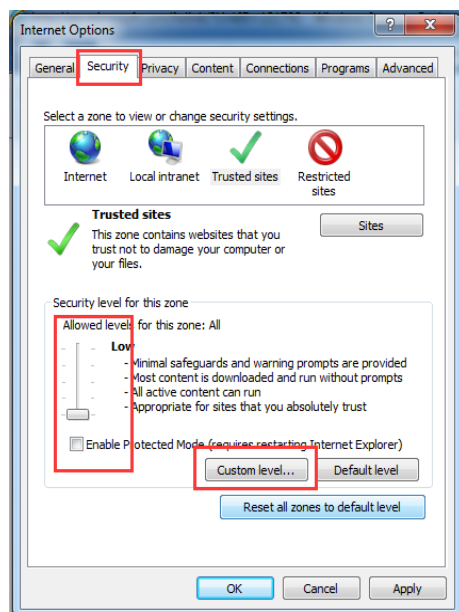 Internet Options
General Security Privacy Content Connections Programs Advanced
Select a zone to view or change security settings.
Internet Local intranet Trusted sites Restricted sites
Trusted sites
This zone contains websites that you
trust not to damage your computer or
your files.
Sites
Security level for this zone
Allowed levels for this zone: All
Low
- Minimal safeguards and warning prompts are provided
- Most content is downloaded and run without prompts
- All active content can run
- Appropriate for sites that you absolutely trust
Enable Protected Mode (requires restarting Internet Explorer)
Custom level... Default level
Reset all zones to default level
OK Cancel Apply